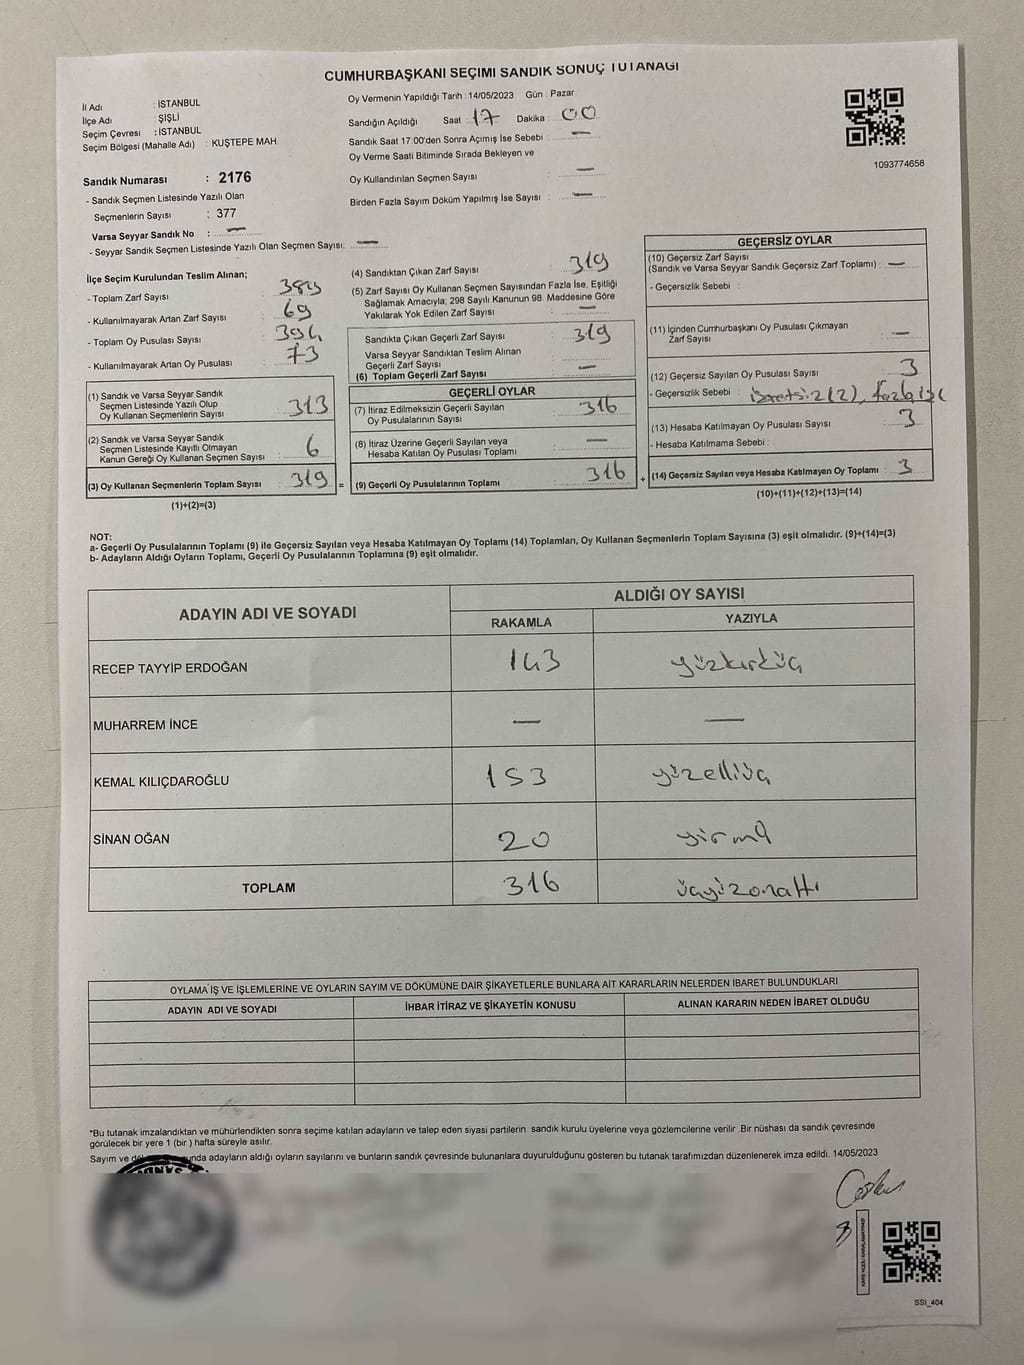 CUMHURBAŞKANI SEÇİMİ SANDIK SONUÇ TUTANAĞI
İl Adı : İSTANBUL
İlçe Adı : ŞİŞLİ
Seçim Çevresi : İSTANBUL
Seçim Bölgesi (Mahalle Adı) : KUŞTEPE MAH.
Sandık Numarası : 2176
- Sandık Seçmen Listesinde Yazılı Olan
Seçmenlerin Sayısı : 377
Varsa Seyyar Sandık No : —
- Seyyar Sandık Seçmen Listesinde Yazılı Olan Seçmen Sayısı: —
Oy Vermenin Yapıldığı Tarih : 14/05/2023 Gün : Pazar
Sandığın Açıldığı Saat : 17 Dakika : 00
Sandık Saat 17:00'den Sonra Açımış İse Sebebi : —
Oy Verme Saati Bitiminde Sırada Bekleyen ve
Oy Kullandırılan Seçmen Sayısı : —
Birden Fazla Sayım Döküm Yapılmış İse Sayısı : —
1093774658
İlçe Seçim Kurulundan Teslim Alınan;
- Toplam Zarf Sayısı : 389
- Kullanılmayarak Artan Zarf Sayısı : 69
- Toplam Oy Pusulası Sayısı : 394
- Kullanılmayarak Artan Oy Pusulası : 73
(1) Sandık ve Varsa Seyyar Sandık
Seçmen Listesinde Yazılı Olup
Oy Kullanan Seçmenlerin Sayısı : 313
(2) Sandık ve Varsa Seyyar Sandık
Seçmen Listesinde Kayıtlı Olmayan
Kanun Gereği Oy Kullanan Seçmen Sayısı : 6
(3) Oy Kullanan Seçmenlerin Toplam Sayısı : 319 =
(1)+(2)=(3)
(4) Sandıktan Çıkan Zarf Sayısı : 319
(5) Zarf Sayısı Oy Kullanan Seçmen Sayısından Fazla İse, Eşitliği
Sağlamak Amacıyla; 298 Sayılı Kanunun 98. Maddesine Göre
Yakılarak Yok Edilen Zarf Sayısı : —
Sandıkta Çıkan Geçerli Zarf Sayısı : 319
Varsa Seyyar Sandıktan Teslim Alınan
Geçerli Zarf Sayısı :
(6) Toplam Geçerli Zarf Sayısı : —
GEÇERLİ OYLAR
(7) İtiraz Edilmeksizin Geçerli Sayılan
Oy Pusulasının Sayısı : 316
(8) İtiraz Üzerine Geçerli Sayılan veya
Hesaba Katılan Oy Pusulası Toplamı : —
(9) Geçerli Oy Pusulalarının Toplamı : 316 +
GEÇERSİZ OYLAR
(10) Geçersiz Zarf Sayısı
(Sandık ve Varsa Seyyar Sandık Geçersiz Zarf Toplamı) : —
- Geçersizlik Sebebi :
(11) İçinden Cumhurbaşkanı Oy Pusulası Çıkmayan
Zarf Sayısı : —
(12) Geçersiz Sayılan Oy Pusulası Sayısı : 3
- Geçersizlik Sebebi : (2),
(13) Hesaba Katılmayan Oy Pusulası Sayısı : 3
- Hesaba Katılmama Sebebi :
(14) Geçersiz Sayılan veya Hesaba Katılmayan Oy Toplamı : 3
(10)+(11)+(12)+(13)=(14)
NOT:
a- Geçerli Oy Pusulalarının Toplamı (9) ile Geçersiz Sayılan veya Hesaba Katılmayan Oy Toplamı (14) Toplamları, Oy Kullanan Seçmenlerin Toplam Sayısına (3) eşit olmalıdır. (9)+(14)=(3)
b- Adayların Aldığı Oyların Toplamı, Geçerli Oy Pusulalarının Toplamına (9) eşit olmalıdır.
ADAYIN ADI VE SOYADI ALDIĞI OY SAYISI
RAKAMLA YAZIYLA
RECEP TAYYİP ERDOĞAN 143 yüzkırküç
MUHARREM İNCE — —
KEMAL KILIÇDAROĞLU 153 yüzelliüç
SİNAN OĞAN 20 yirmi
TOPLAM 316 üçyüzonaltı
OYLAMA İŞ VE İŞLEMLERİNE VE OYLARIN SAYIM VE DÖKÜMÜNE DAİR ŞİKAYETLERLE BUNLARA AİT KARARLARIN NELERDEN İBARET BULUNDUKLARI
ADAYIN ADI VE SOYADI İHBAR İTİRAZ VE ŞİKAYETİN KONUSU ALINAN KARARIN NEDEN İBARET OLDUĞU
*Bu tutanak imzalandıktan ve mühürlendikten sonra seçime katılan adayların ve talep eden siyasi partilerin sandık kurulu üyelerine veya gözlemcilerine verilir. Bir nüshası da sandık çevresinde
görülecek bir yere 1 (bir) hafta süreyle asılır.
Sayım ve adayların aldığı oyların sayılarını ve bunların sandık çevresinde bulunanlara duyurulduğunu gösteren bu tutanak tarafımızdan düzenlenerek imza edildi. 14/05/2023
SSI_404